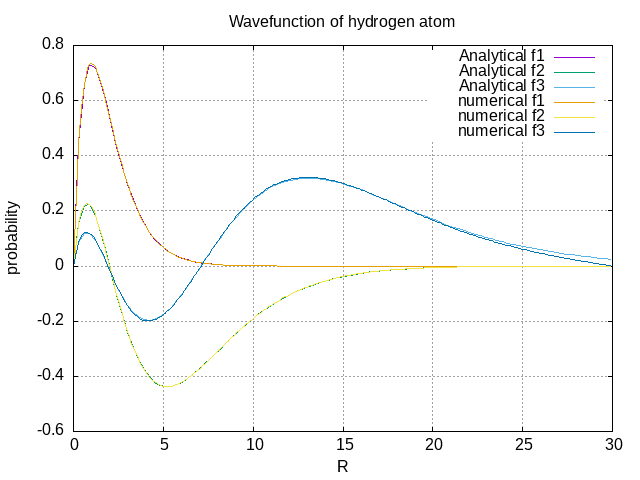 Wavefunction of hydrogen atom
0.8
0.6
0.4
0.2
0
-0.2
-0.4
-0.6
probability
Analytical f1
Analytical f2
Analytical f3
numerical f1
numerical f2
numerical f3
0 5 10 15 20 25 30
R